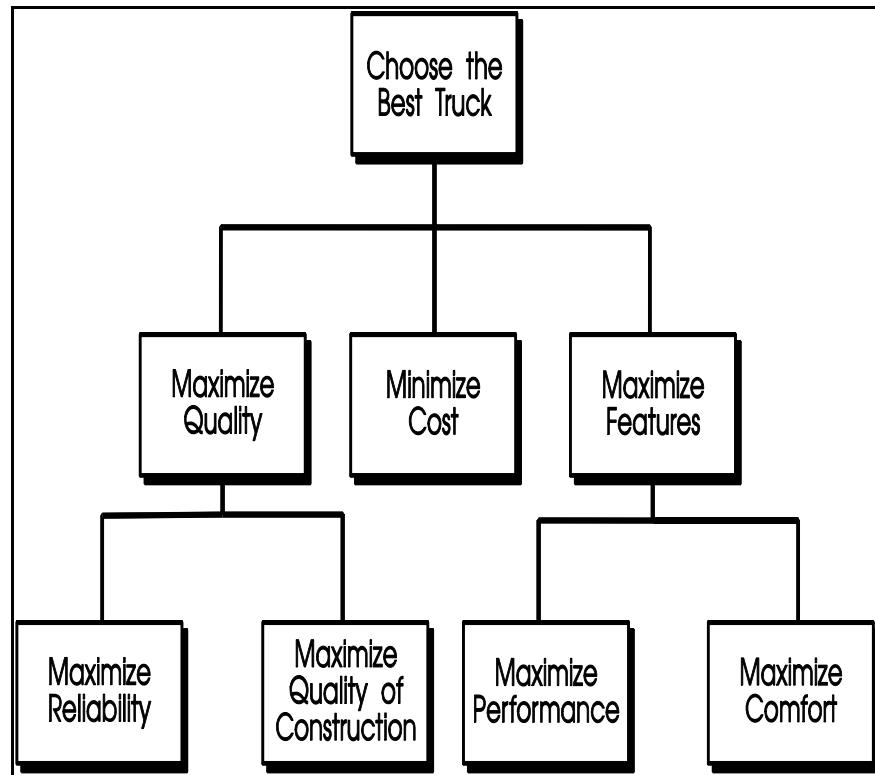 Choose the
Best Truck
Maximize
Quality
Minimize
Cost
Maximize
Features
Maximize
Reliability
Maximize
Quality of
Construction
Maximize
Performance
Maximize
Comfort